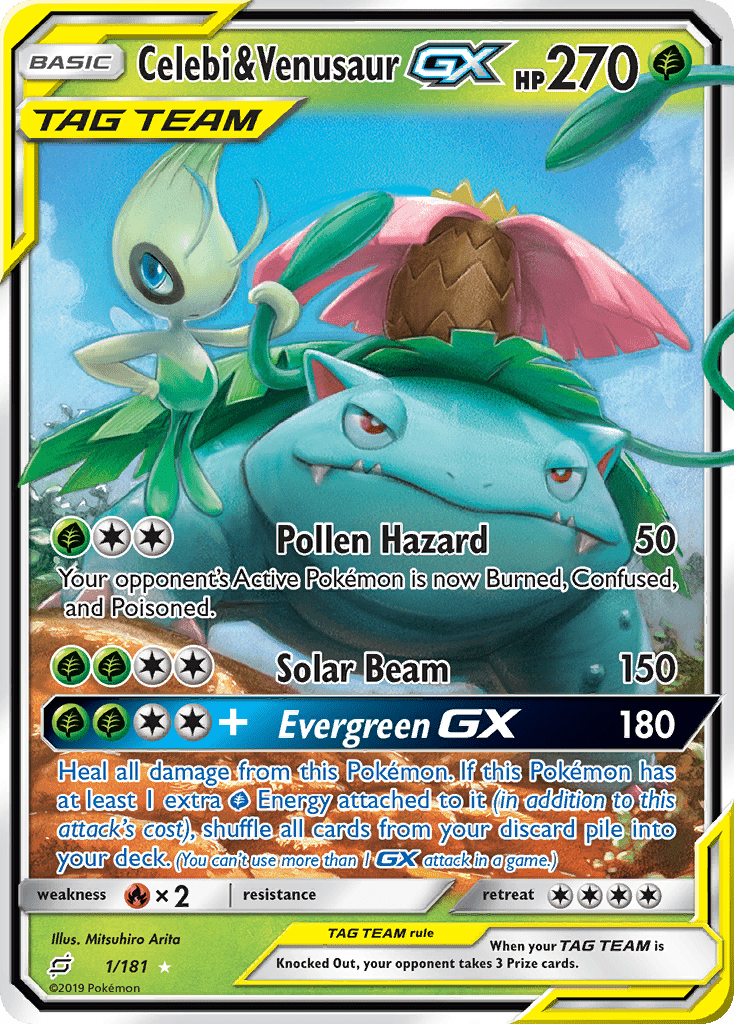 BASIC Celebi&Venusaur GX HP270
TAG TEAM
Pollen Hazard 50
Your opponent's Active Pokémon is now Burned, Confused,
and Poisoned.
Solar Beam 150
+ Evergreen GX 180
Heal all damage from this Pokémon. If this Pokémon has
at least 1 extra Energy attached to it (in addition to this
attack's cost), shuffle all cards from your discard pile into
your deck. (You can't use more than 1 GX attack in a game.)
weakness × 2 resistance retreat
Illus. Mitsuhiro Arita
1/181
©2019 Pokémon
TAG TEAM rule
When your TAG TEAM is
Knocked Out, your opponent takes 3 Prize cards.